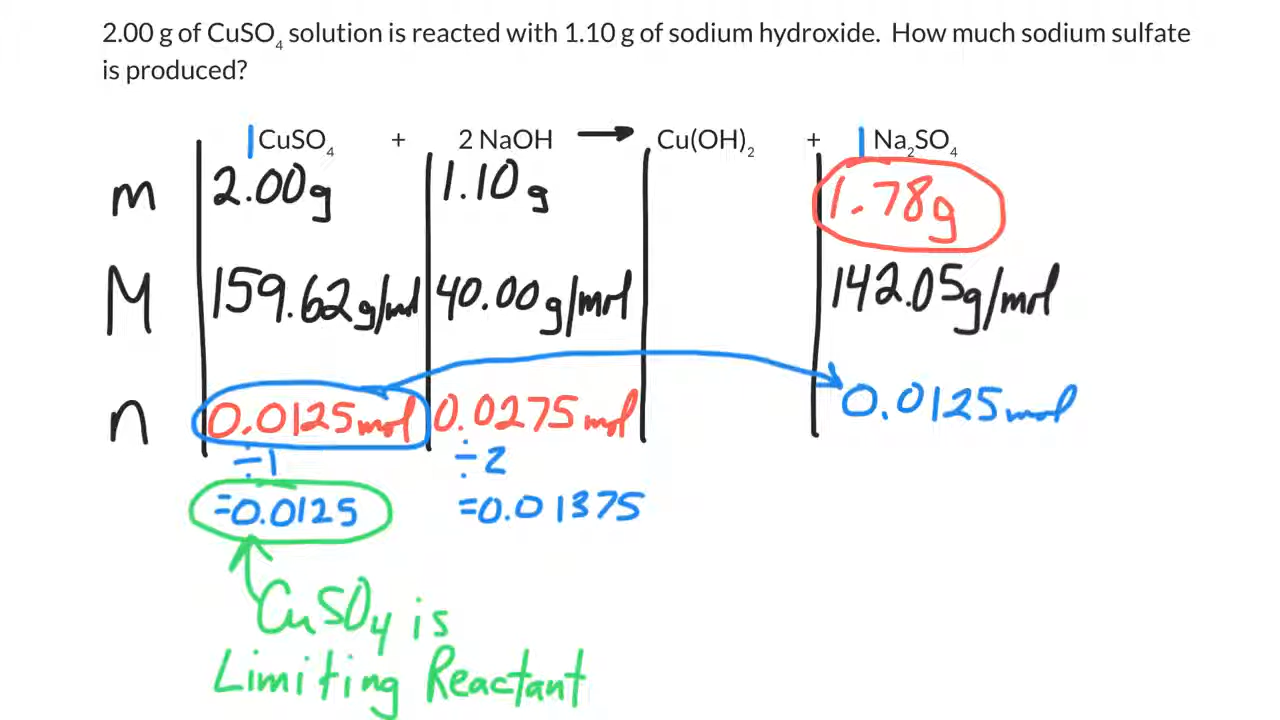 2.00 g of CuSO₄ solution is reacted with 1.10 g of sodium hydroxide. How much sodium sulfate
is produced?
1 CuSO₄ + 2 NaOH → Cu(OH)₂ + 1 Na₂SO₄
m 2.00g 1.10g 1.78g
M 159.62g/mol 40.00g/mol 142.05g/mol
n 0.0125mol 0.0275mol 0.0125mol
÷1 ÷2
=0.0125 =0.01375
CuSO4 is
Limiting Reactant